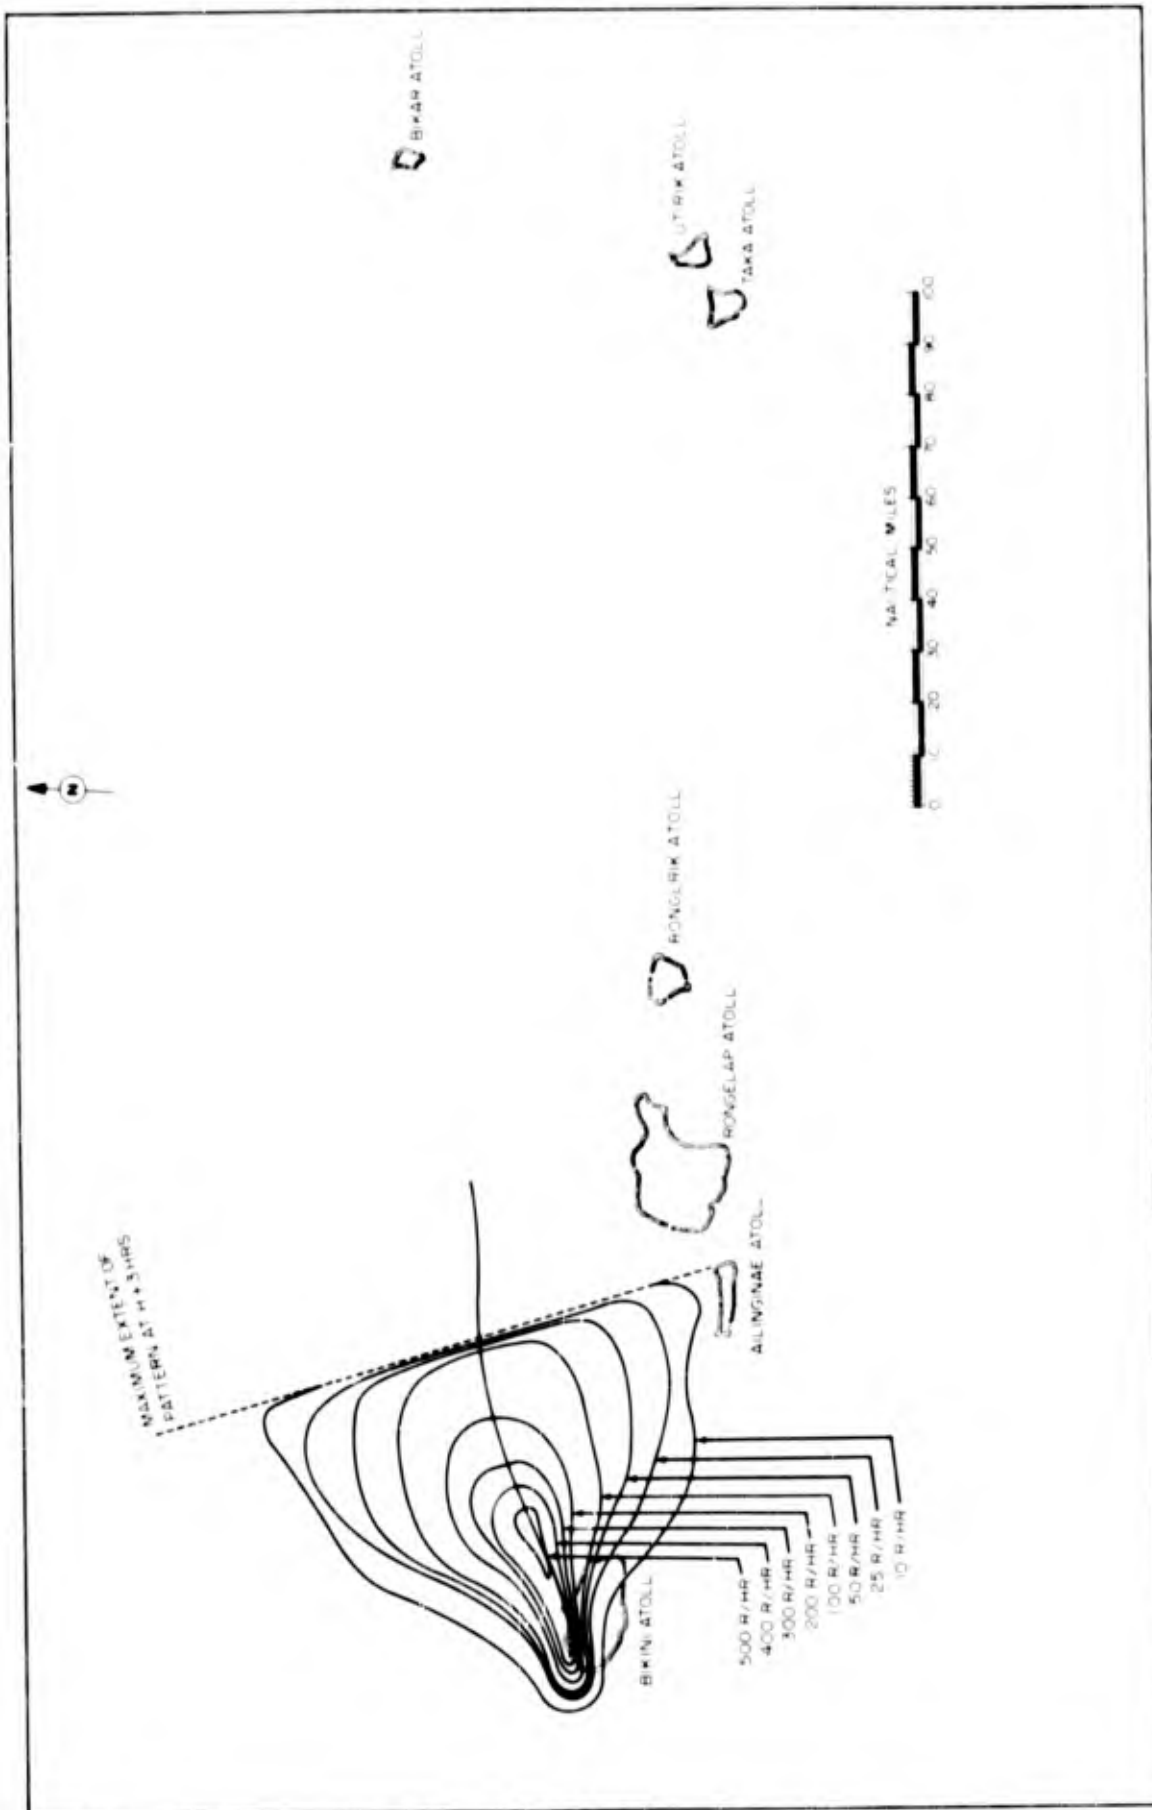 N
BIKAR ATOLL
UTIRIK ATOLL
TAKA ATOLL
MAXIMUM EXTENT OF
PATTERN AT H + 3 HRS
RONGERIK ATOLL
RONGELAP ATOLL
AILINGINAE ATOLL
BIKINI ATOLL
500 R/HR
400 R/HR
300 R/HR
200 R/HR
100 R/HR
50 R/HR
25 R/HR
10 R/HR
NAUTICAL MILES
0 10 20 30 40 50 60 70 80 90 100